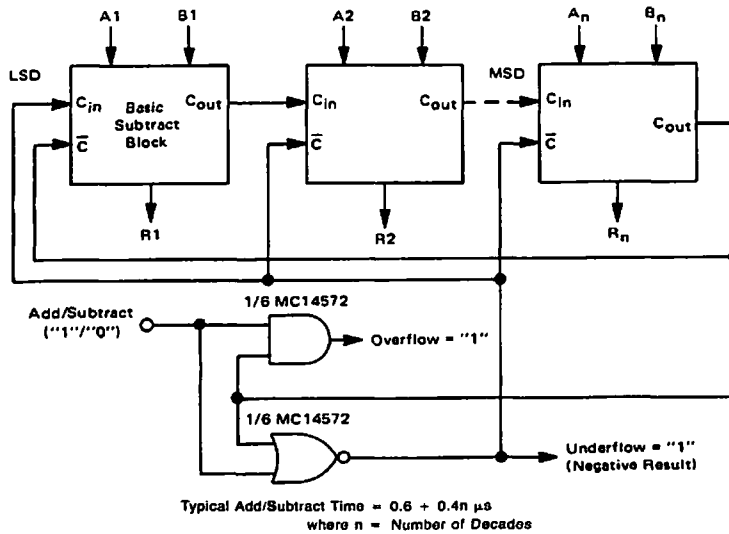 A1 B1 A2 B2 An Bn
LSD MSD
Cin Basic Subtract Block Cout Cin Cout Cin Cout
C̅ C̅ C̅
R1 R2 Rn
1/6 MC14572
Add/Subtract
("1"/"0")
Overflow = "1"
1/6 MC14572
Underflow = "1"
(Negative Result)
Typical Add/Subtract Time = 0.6 + 0.4n μs
where n = Number of Decades